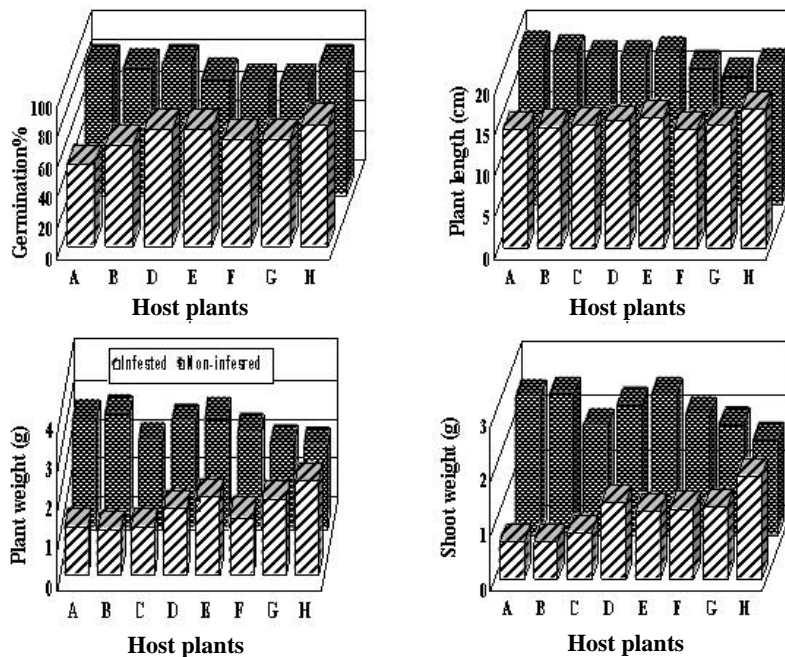 Germination%
100
80
60
40
20
0
A B D E F G H
Host plants
Plant length (cm)
20
15
10
5
0
A B C D E F G H
Host plants
Plant weight (g)
Infested Non-infesred
4
3
2
1
0
A B C D E F G H
Host plants
Shoot weight (g)
3
2
1
0
A B C D E F G H
Host plants